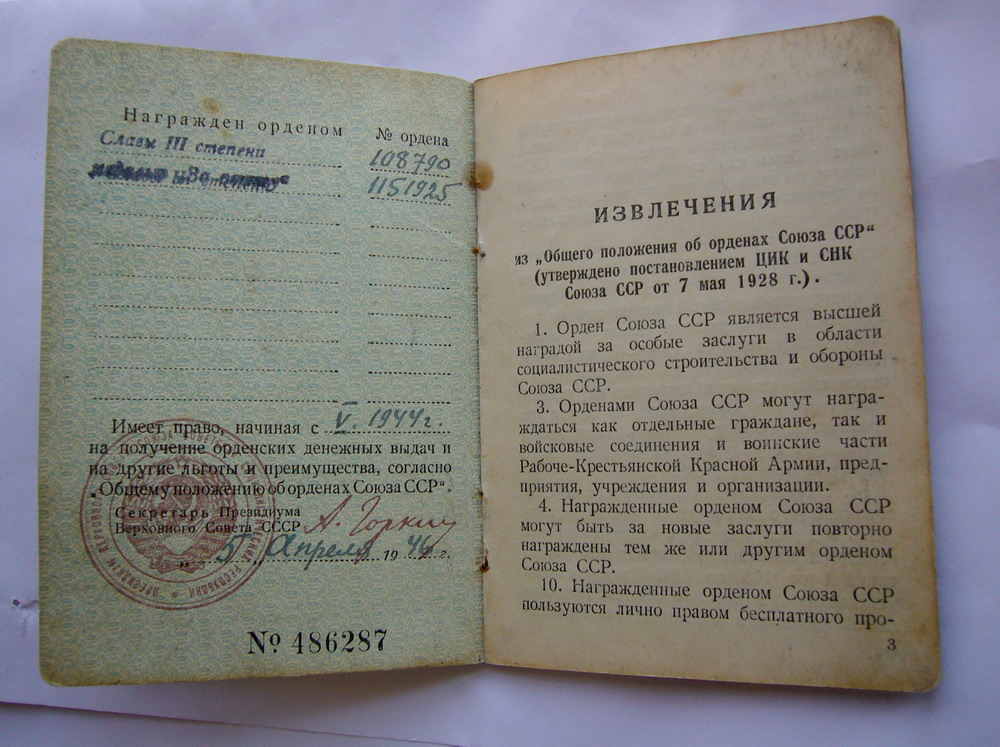 Награжден орденом № ордена
Славы III степени 108790
1151925
Имеет право, начиная с V. 1944 г.
на получение орденских денежных выдач и
на другие льготы и преимущества, согласно
„Общему положению об орденах Союза ССР“.
Секретарь Президиума
Верховного Совета СССР А. Горкин
„5„ Апреля 1946 г.
№ 486287
ИЗВЛЕЧЕНИЯ
из „Общего положения об орденах Союза ССР“
(утверждено постановлением ЦИК и СНК
Союза ССР от 7 мая 1928 г.).
1. Орден Союза ССР является высшей
наградой за особые заслуги в области
социалистического строительства и обороны
Союза ССР.
3. Орденами Союза ССР могут награ-
ждаться как отдельные граждане, так и
войсковые соединения и воинские части
Рабоче-Крестьянской Красной Армии, пред-
приятия, учреждения и организации.
4. Награжденные орденом Союза ССР
могут быть за новые заслуги повторно
награждены тем же или другим орденом
Союза ССР.
10. Награжденные орденом Союза ССР
пользуются лично правом бесплатного про-
3